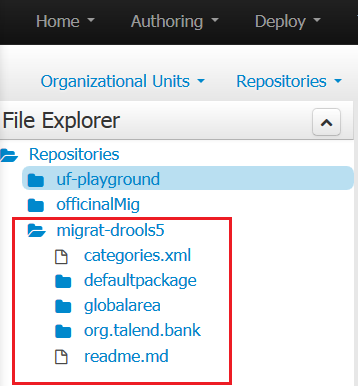 Home Authoring Deploy
Organizational Units Repositories
File Explorer
Repositories
uf-playground
officinalMig
migrat-drools5
categories.xml
defaultpackage
globalarea
org.talend.bank
readme.md